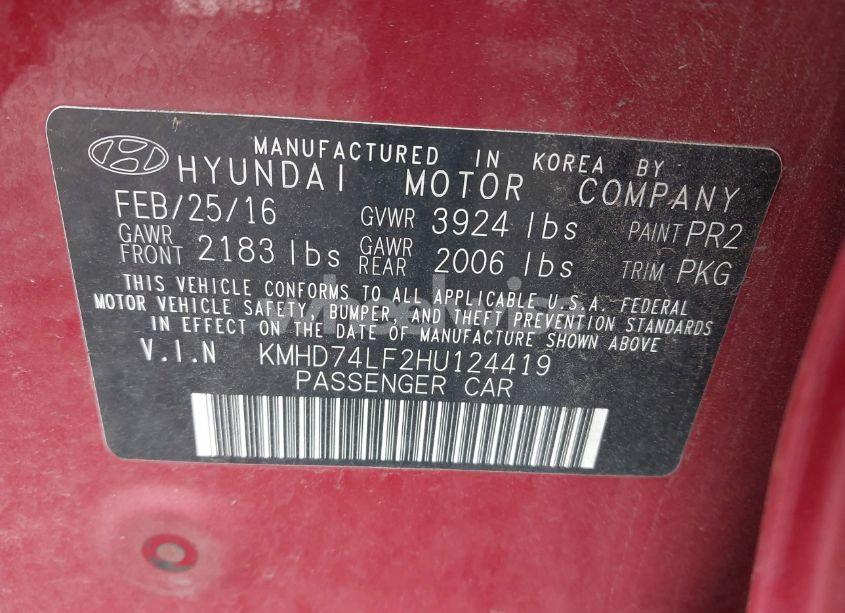 MANUFACTURED IN KOREA BY
HYUNDAI MOTOR COMPANY
FEB/25/16 GVWR 3924 lbs PAINT PR2
GAWR FRONT 2183 lbs GAWR REAR 2006 lbs TRIM PKG
THIS VEHICLE CONFORMS TO ALL APPLICABLE U.S.A. FEDERAL
MOTOR VEHICLE SAFETY, BUMPER, AND THEFT PREVENTION STANDARDS
IN EFFECT ON THE DATE OF MANUFACTURE SHOWN ABOVE
V.I.N KMHD74LF2HU124419
PASSENGER CAR